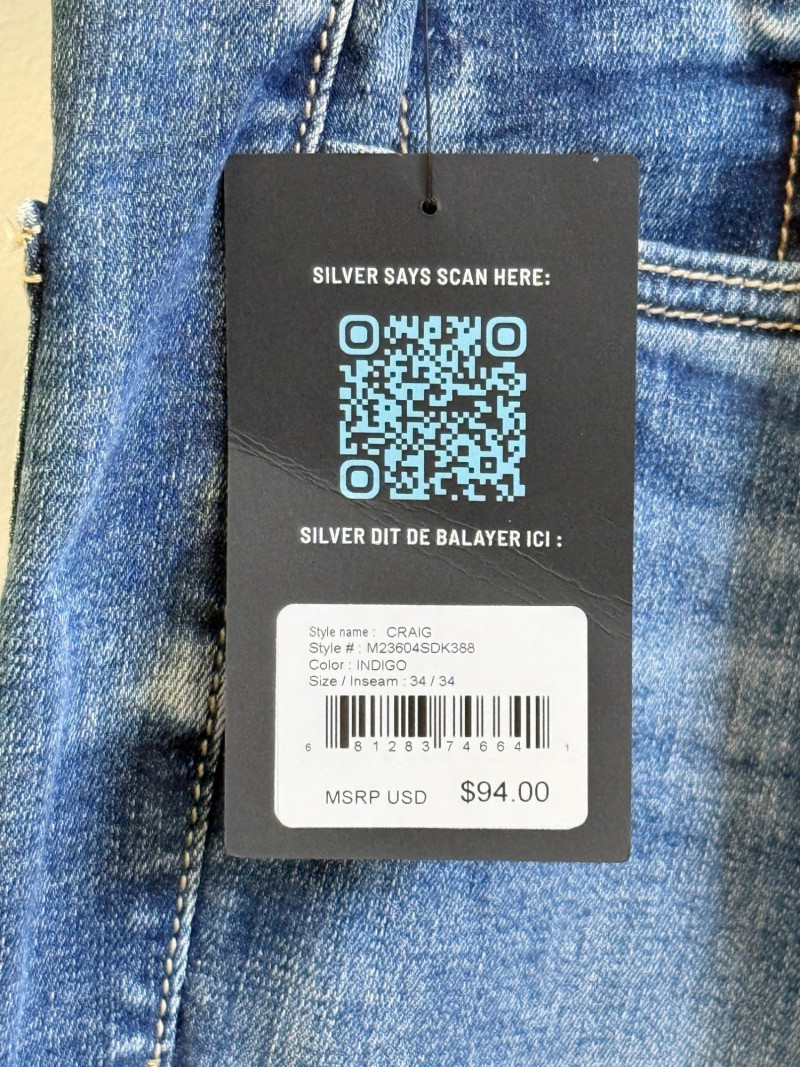 SILVER SAYS SCAN HERE:
SILVER DIT DE BALAYER ICI :
Style name : CRAIG
Style # : M23604SDK388
Color : INDIGO
Size / Inseam : 34 / 34
6 81283 74664 1
MSRP USD $94.00